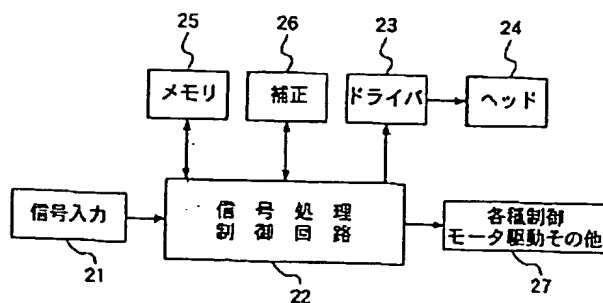 25
26
23
24
メモリ
補正
ドライバ
ヘッド
信号入力
信号処理
制御回路
各種制御
モータ駆動その他
21
22
27